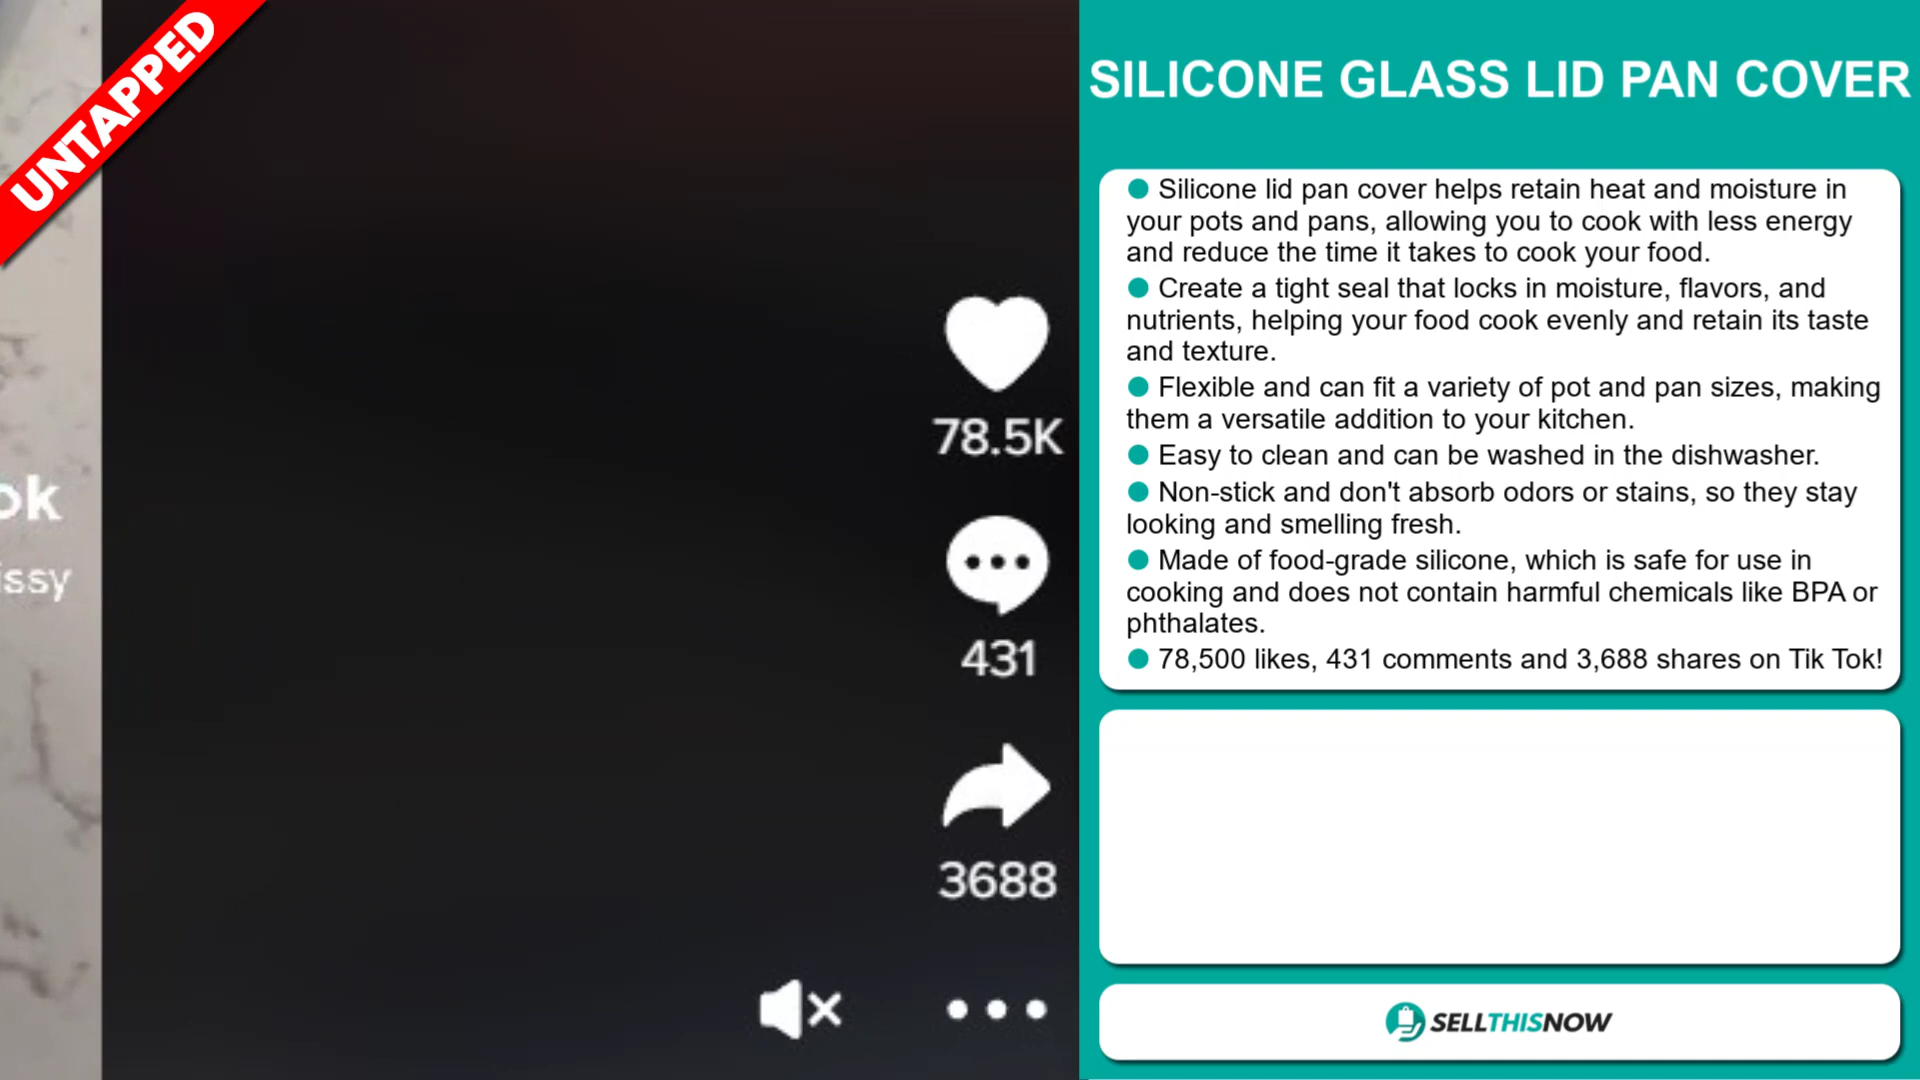 UNTAPPED
ok
issy
78.5K
431
3688
SILICONE GLASS LID PAN COVER
Silicone lid pan cover helps retain heat and moisture in
your pots and pans, allowing you to cook with less energy
and reduce the time it takes to cook your food.
Create a tight seal that locks in moisture, flavors, and
nutrients, helping your food cook evenly and retain its taste
and texture.
Flexible and can fit a variety of pot and pan sizes, making
them a versatile addition to your kitchen.
Easy to clean and can be washed in the dishwasher.
Non-stick and don't absorb odors or stains, so they stay
looking and smelling fresh.
Made of food-grade silicone, which is safe for use in
cooking and does not contain harmful chemicals like BPA or
phthalates.
78,500 likes, 431 comments and 3,688 shares on Tik Tok!
SELLTHISNOW